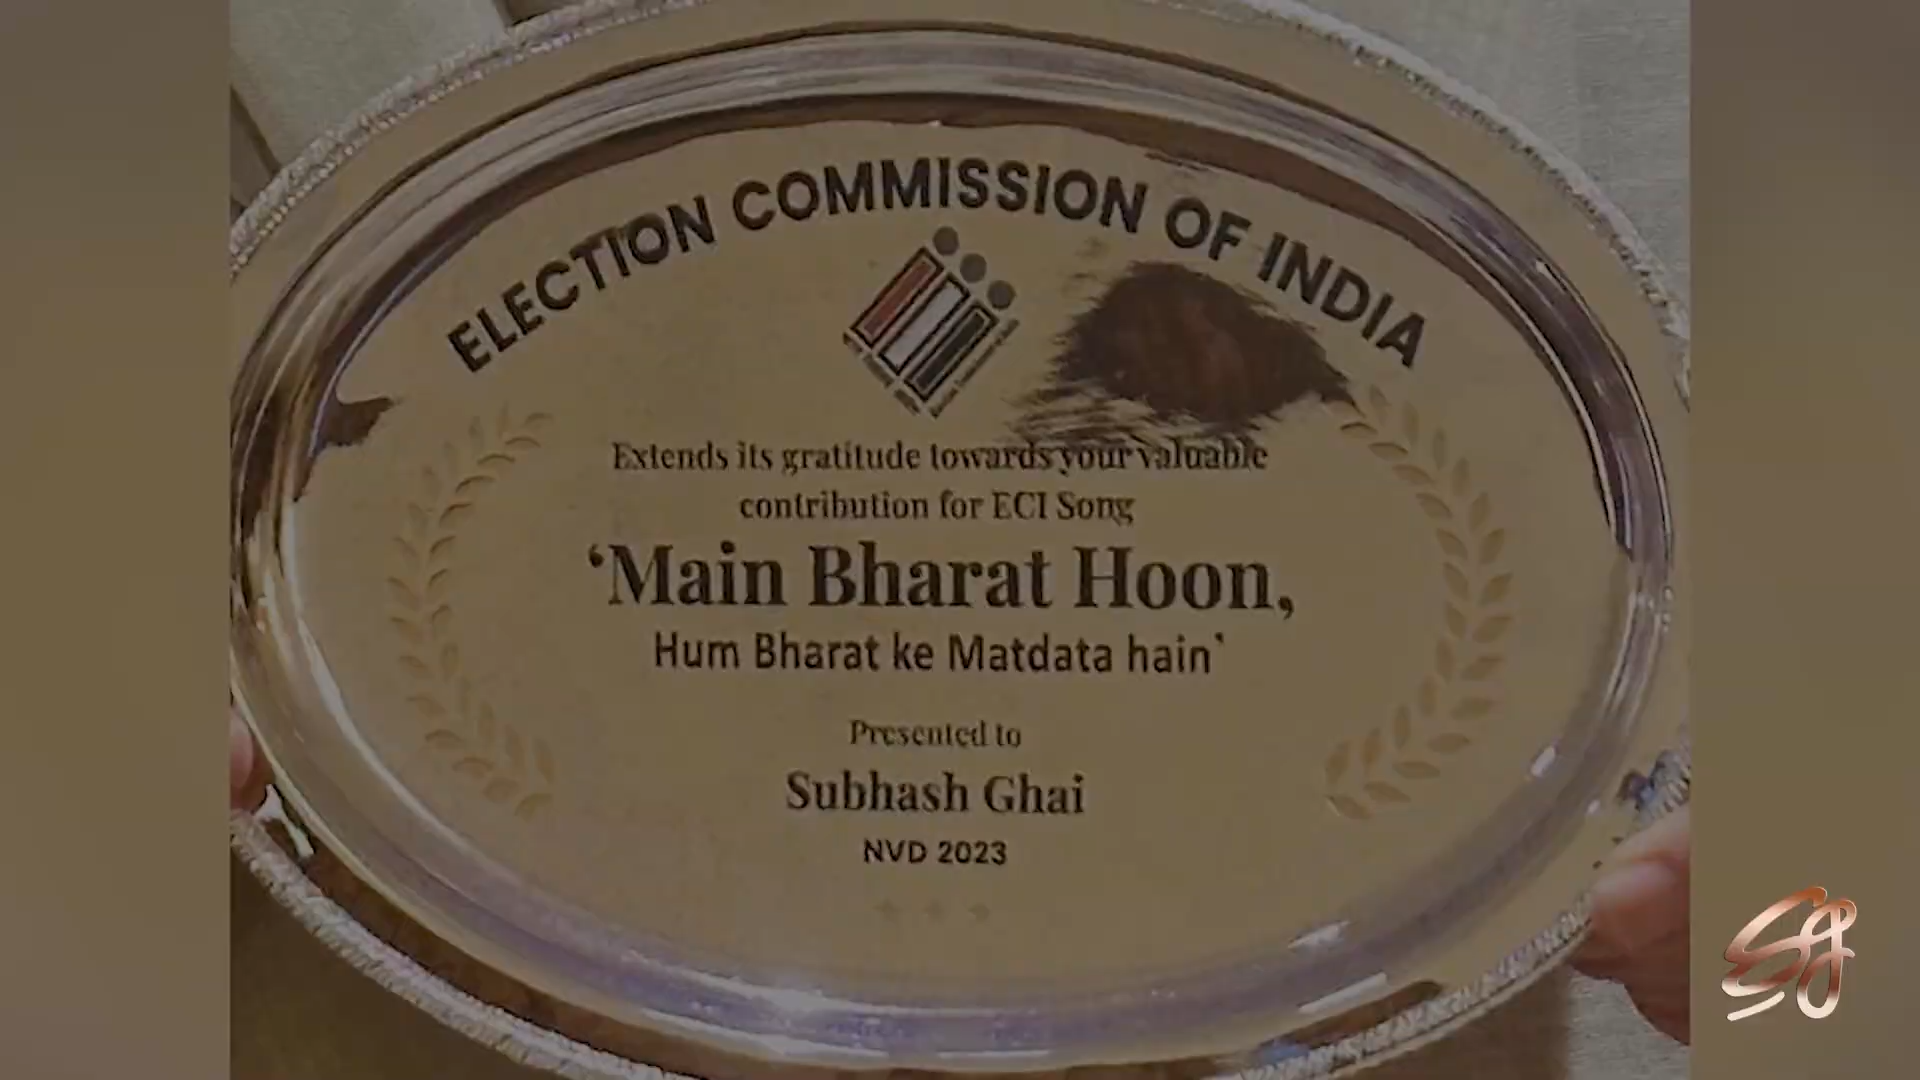 ELECTION COMMISSION OF INDIA
Extends its gratitude towards your valuable
contribution for ECI Song
‘Main Bharat Hoon,
Hum Bharat ke Matdata hain`
Presented to
Subhash Ghai
NVD 2023
SG